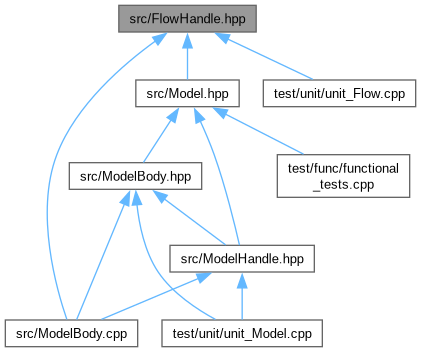 src/FlowHandle.hpp
src/Model.hpp
test/unit/unit_Flow.cpp
src/ModelBody.hpp
test/func/functional
_tests.cpp
src/ModelHandle.hpp
src/ModelBody.cpp
test/unit/unit_Model.cpp